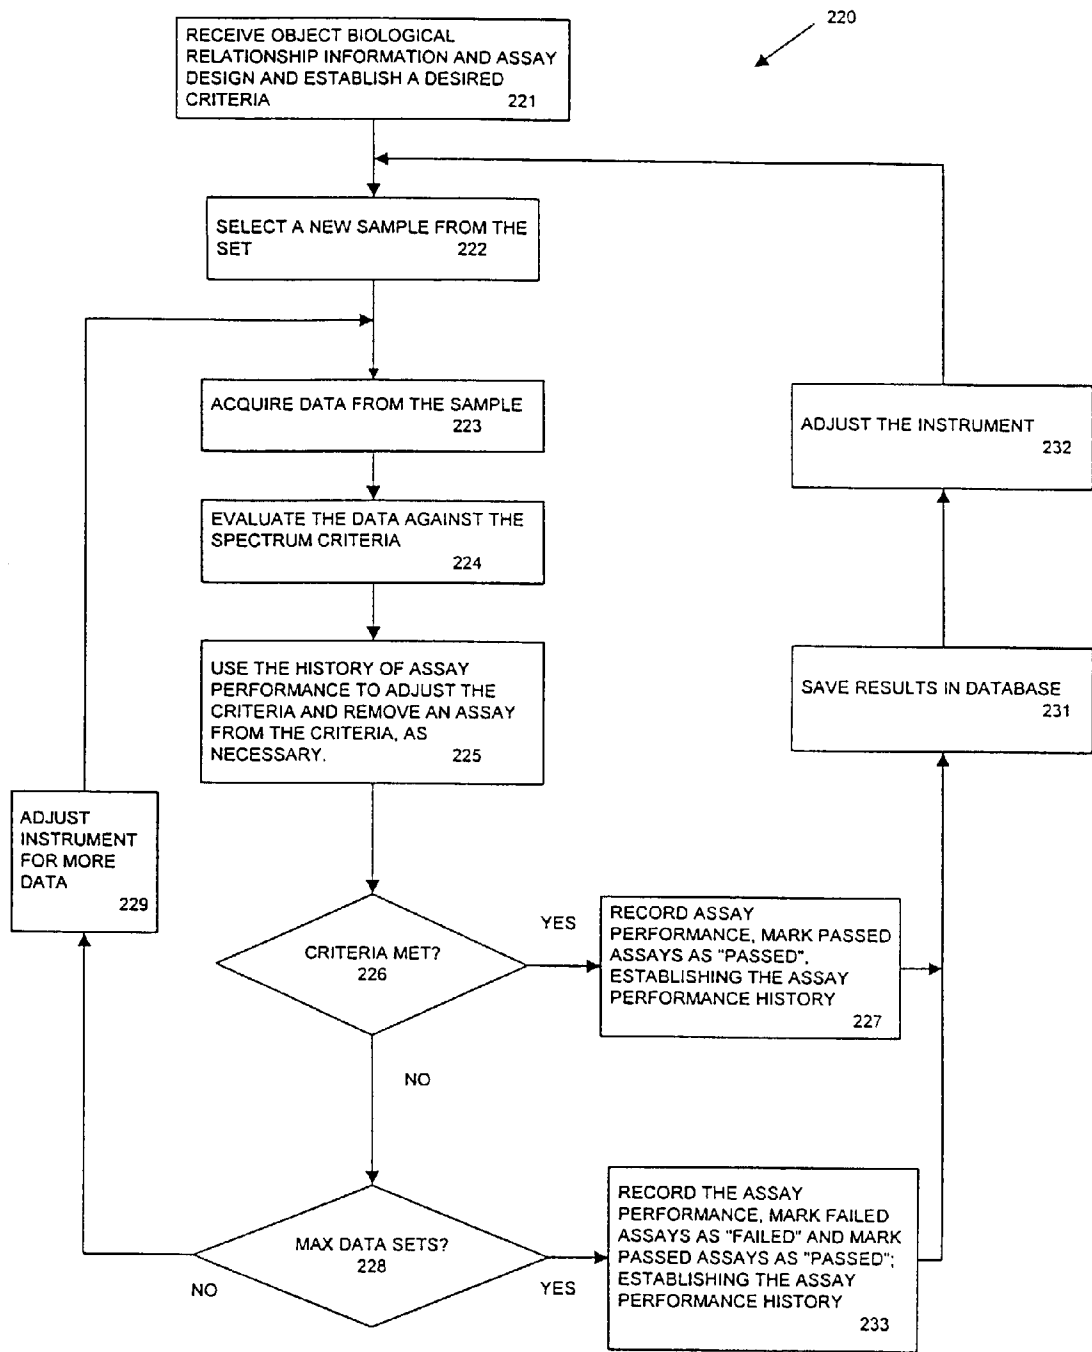 220
RECEIVE OBJECT BIOLOGICAL
RELATIONSHIP INFORMATION AND ASSAY
DESIGN AND ESTABLISH A DESIRED
CRITERIA 221
SELECT A NEW SAMPLE FROM THE
SET 222
ACQUIRE DATA FROM THE SAMPLE
223
ADJUST THE INSTRUMENT
232
EVALUATE THE DATA AGAINST THE
SPECTRUM CRITERIA
224
USE THE HISTORY OF ASSAY
PERFORMANCE TO ADJUST THE
CRITERIA AND REMOVE AN ASSAY
FROM THE CRITERIA, AS
NECESSARY. 225
SAVE RESULTS IN DATABASE
231
ADJUST
INSTRUMENT
FOR MORE
DATA
229
CRITERIA MET?
226
YES
RECORD ASSAY
PERFORMANCE, MARK PASSED
ASSAYS AS "PASSED",
ESTABLISHING THE ASSAY
PERFORMANCE HISTORY
227
NO
MAX DATA SETS?
228
NO
YES
RECORD THE ASSAY
PERFORMANCE, MARK FAILED
ASSAYS AS "FAILED" AND MARK
PASSED ASSAYS AS "PASSED";
ESTABLISHING THE ASSAY
PERFORMANCE HISTORY
233